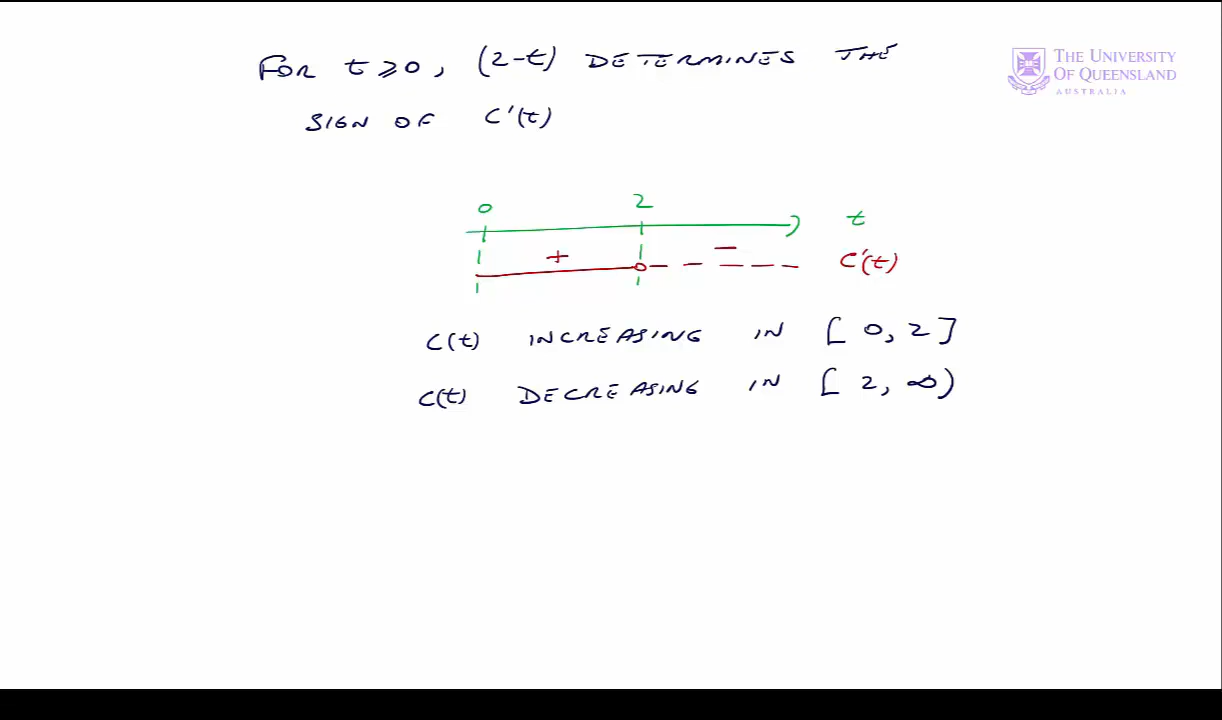 FOR t ≥ 0, (2-t) DETERMINES THE
SIGN OF C'(t)
THE UNIVERSITY
OF QUEENSLAND
AUSTRALIA
0 2
t
+ −
C'(t)
C(t) INCREASING IN [0, 2]
C(t) DECREASING IN [2, ∞)